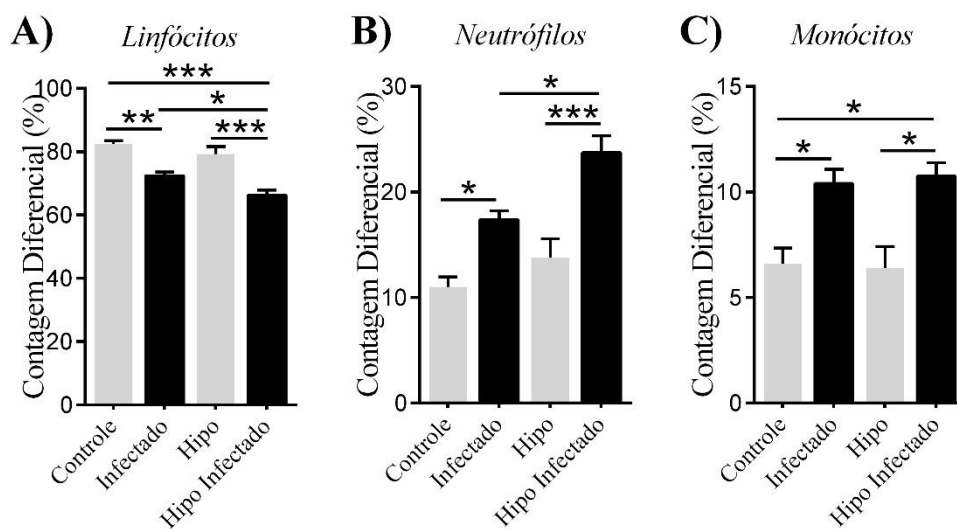 A) Linfócitos
***
*
** ***
Contagem Diferencial (%)
100
80
60
40
20
0
Controle
Infectado
Hipo
Hipo Infectado
B) Neutrófilos
*
***
*
Contagem Diferencial (%)
30
20
10
0
Controle
Infectado
Hipo
Hipo Infectado
C) Monócitos
*
* *
Contagem Diferencial (%)
15
10
5
0
Controle
Infectado
Hipo
Hipo Infectado